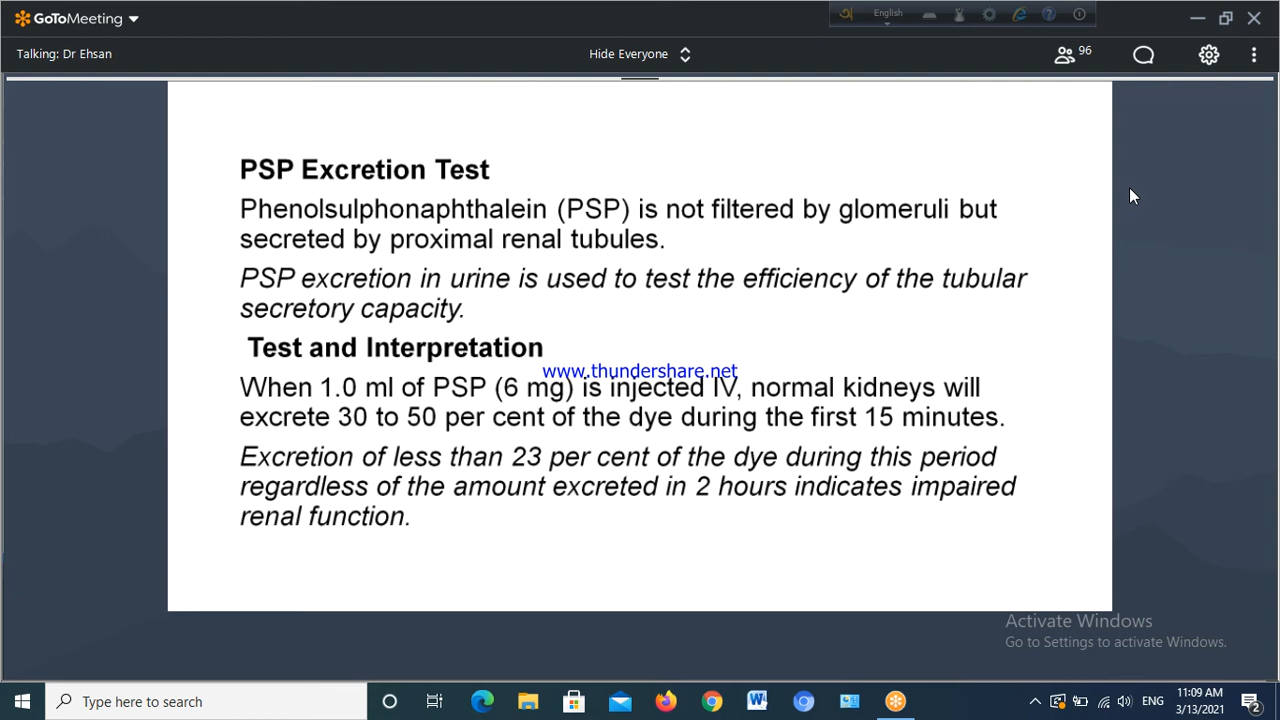 GoToMeeting
English
Talking: Dr Ehsan
Hide Everyone
96
PSP Excretion Test
Phenolsulphonaphthalein (PSP) is not filtered by glomeruli but
secreted by proximal renal tubules.
PSP excretion in urine is used to test the efficiency of the tubular
secretory capacity.
Test and Interpretation
www.thundershare.net
When 1.0 ml of PSP (6 mg) is injected IV, normal kidneys will
excrete 30 to 50 per cent of the dye during the first 15 minutes.
Excretion of less than 23 per cent of the dye during this period
regardless of the amount excreted in 2 hours indicates impaired
renal function.
Activate Windows
Go to Settings to activate Windows.
Type here to search
ENG
11:09 AM
3/13/2021
2